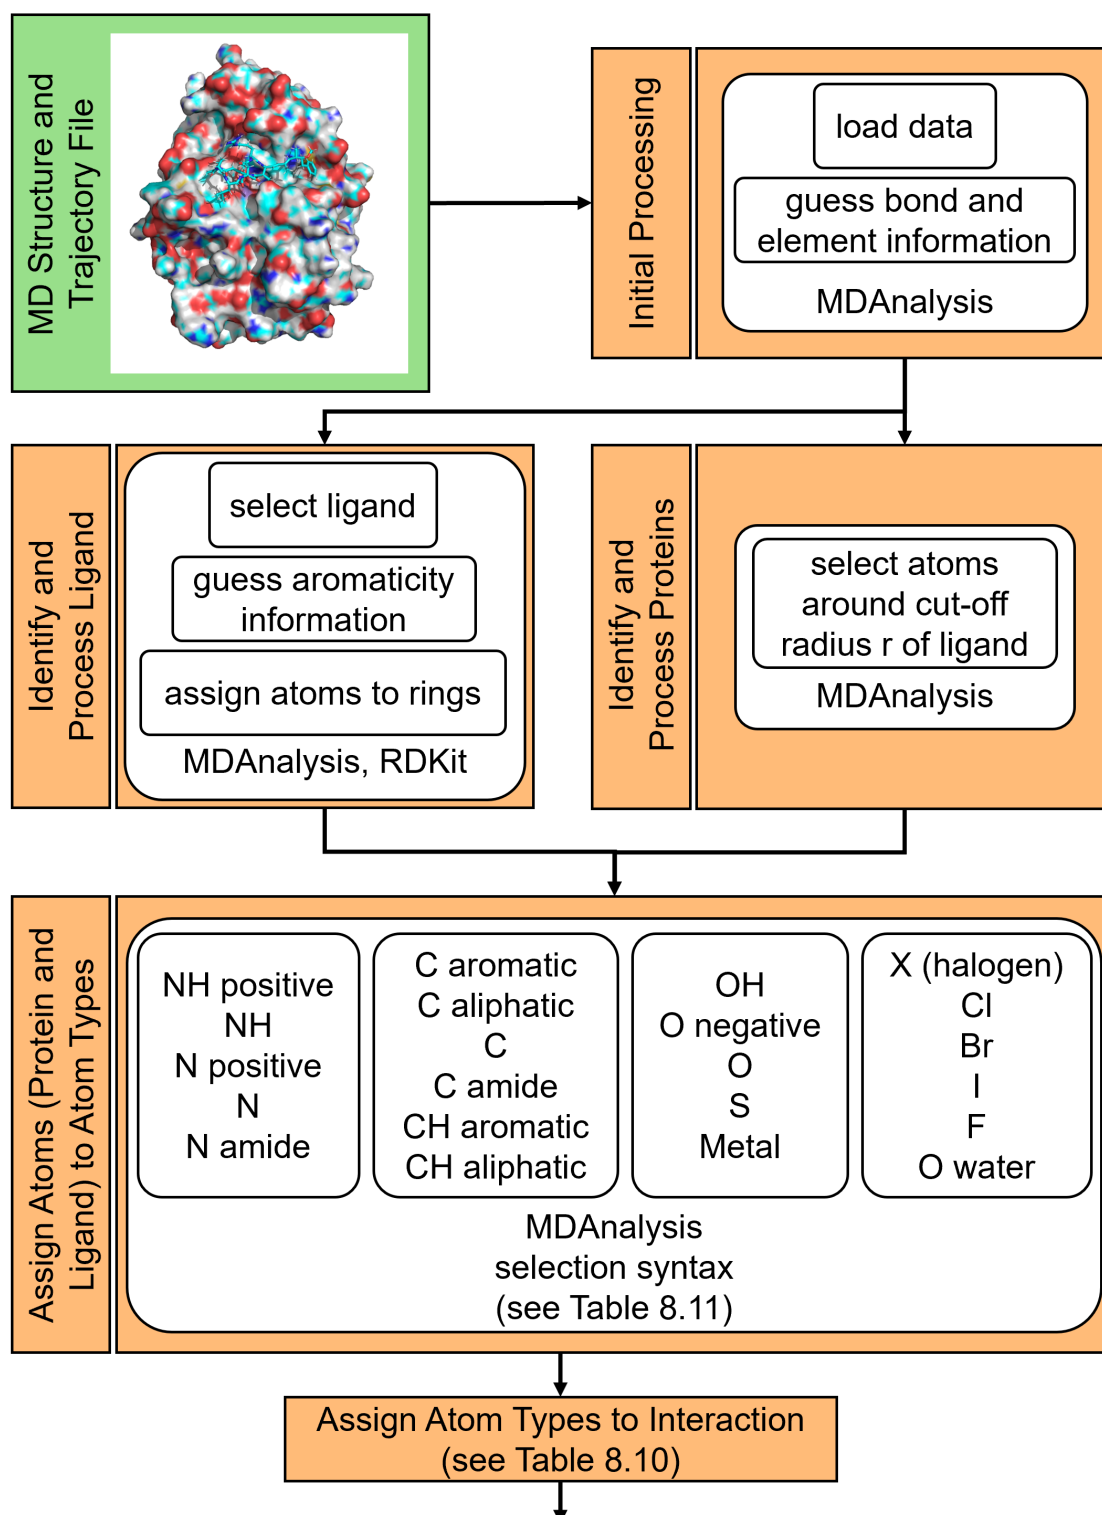 MD Structure and
Trajectory File
Initial Processing
load data
guess bond and
element information
MDAnalysis
Identify and
Process Ligand
select ligand
guess aromaticity
information
assign atoms to rings
MDAnalysis, RDKit
Identify and
Process Proteins
select atoms
around cut-off
radius r of ligand
MDAnalysis
Assign Atoms (Protein and
Ligand) to Atom Types
NH positive
NH
N positive
N
N amide
C aromatic
C aliphatic
C
C amide
CH aromatic
CH aliphatic
OH
O negative
O
S
Metal
X (halogen)
Cl
Br
I
F
O water
MDAnalysis
selection syntax
(see Table 8.11)
Assign Atom Types to Interaction
(see Table 8.10)